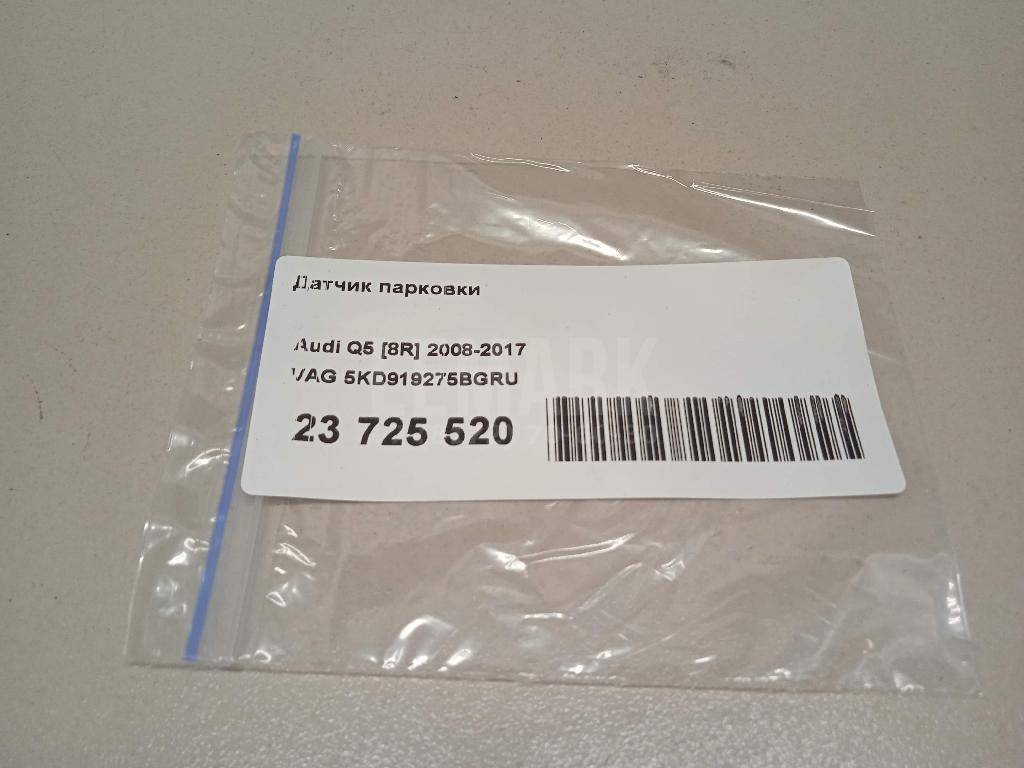 Датчик парковки
Audi Q5 [8R] 2008-2017
VAG 5KD919275BGRU
23 725 520